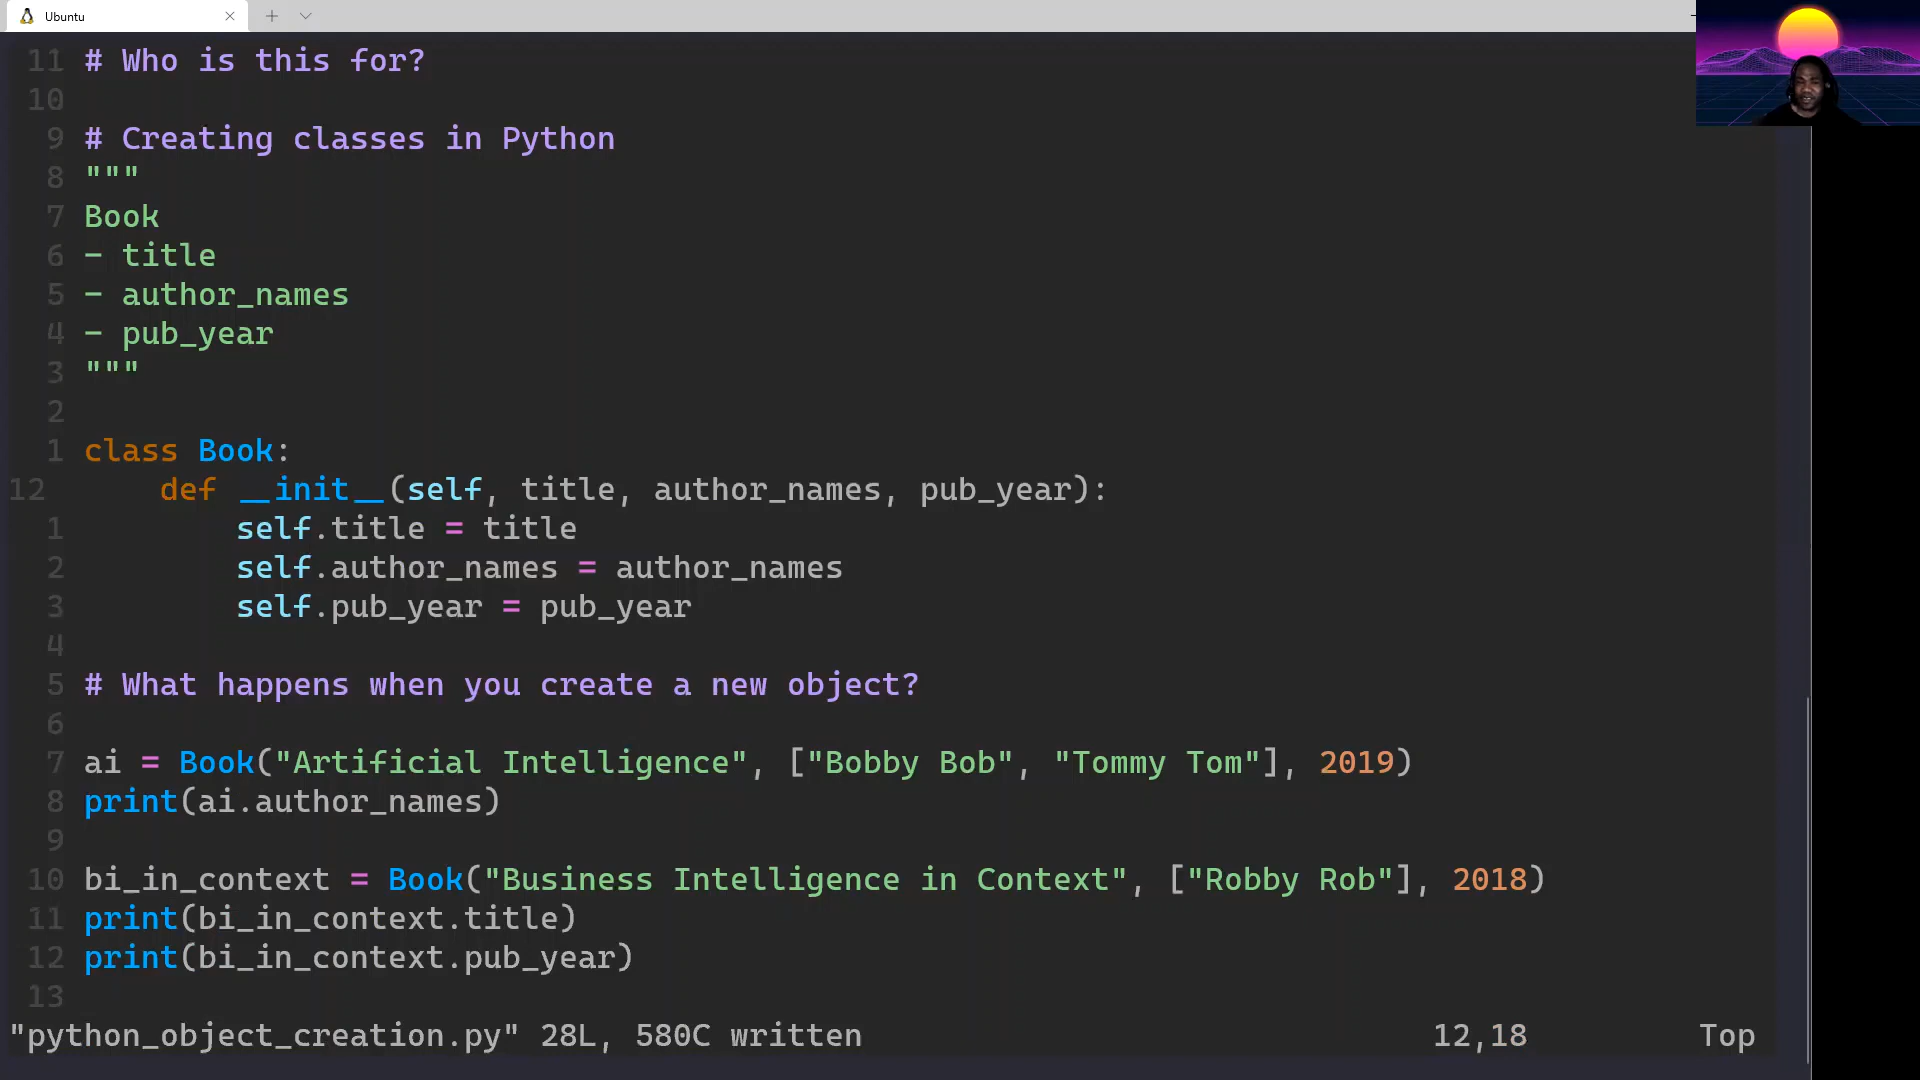 Ubuntu
11 # Who is this for?
10
9 # Creating classes in Python
8 """
7 Book
6 - title
5 - author_names
4 - pub_year
3 """
2
1 class Book:
12 def __init__(self, title, author_names, pub_year):
1 self.title = title
2 self.author_names = author_names
3 self.pub_year = pub_year
4
5 # What happens when you create a new object?
6
7 ai = Book("Artificial Intelligence", ["Bobby Bob", "Tommy Tom"], 2019)
8 print(ai.author_names)
9
10 bi_in_context = Book("Business Intelligence in Context", ["Robby Rob"], 2018)
11 print(bi_in_context.title)
12 print(bi_in_context.pub_year)
13
"python_object_creation.py" 28L, 580C written 12,18 Top